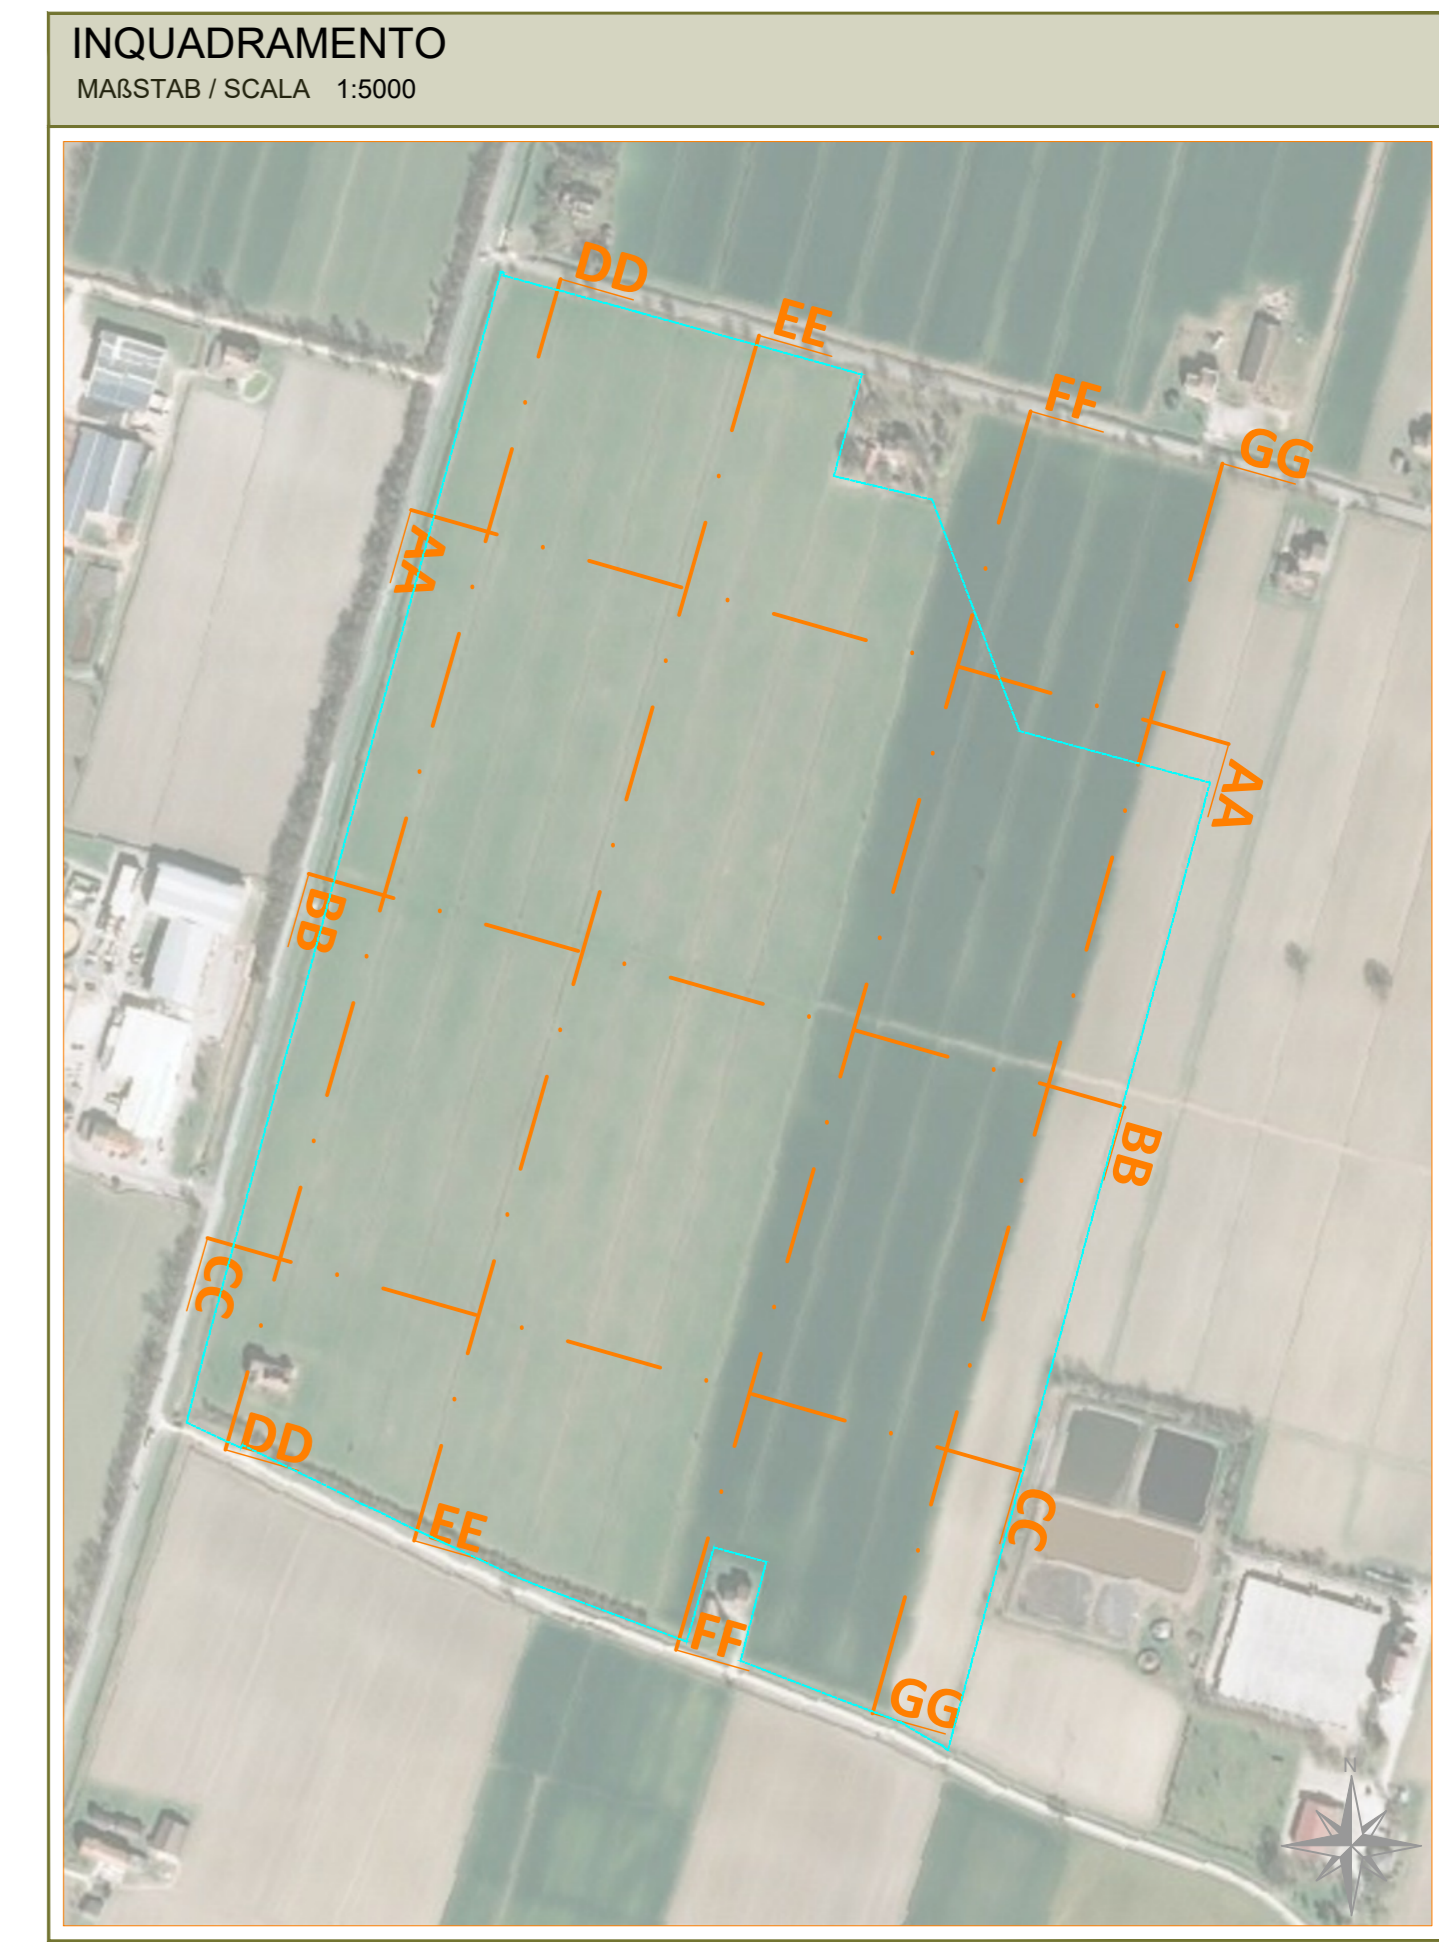 INQUADRAMENTO
MAßSTAB / SCALA 1:5000
DD
EE
FF
GG
AA
AA
BB
BB
CC
CC
DD
EE
FF
GG
N